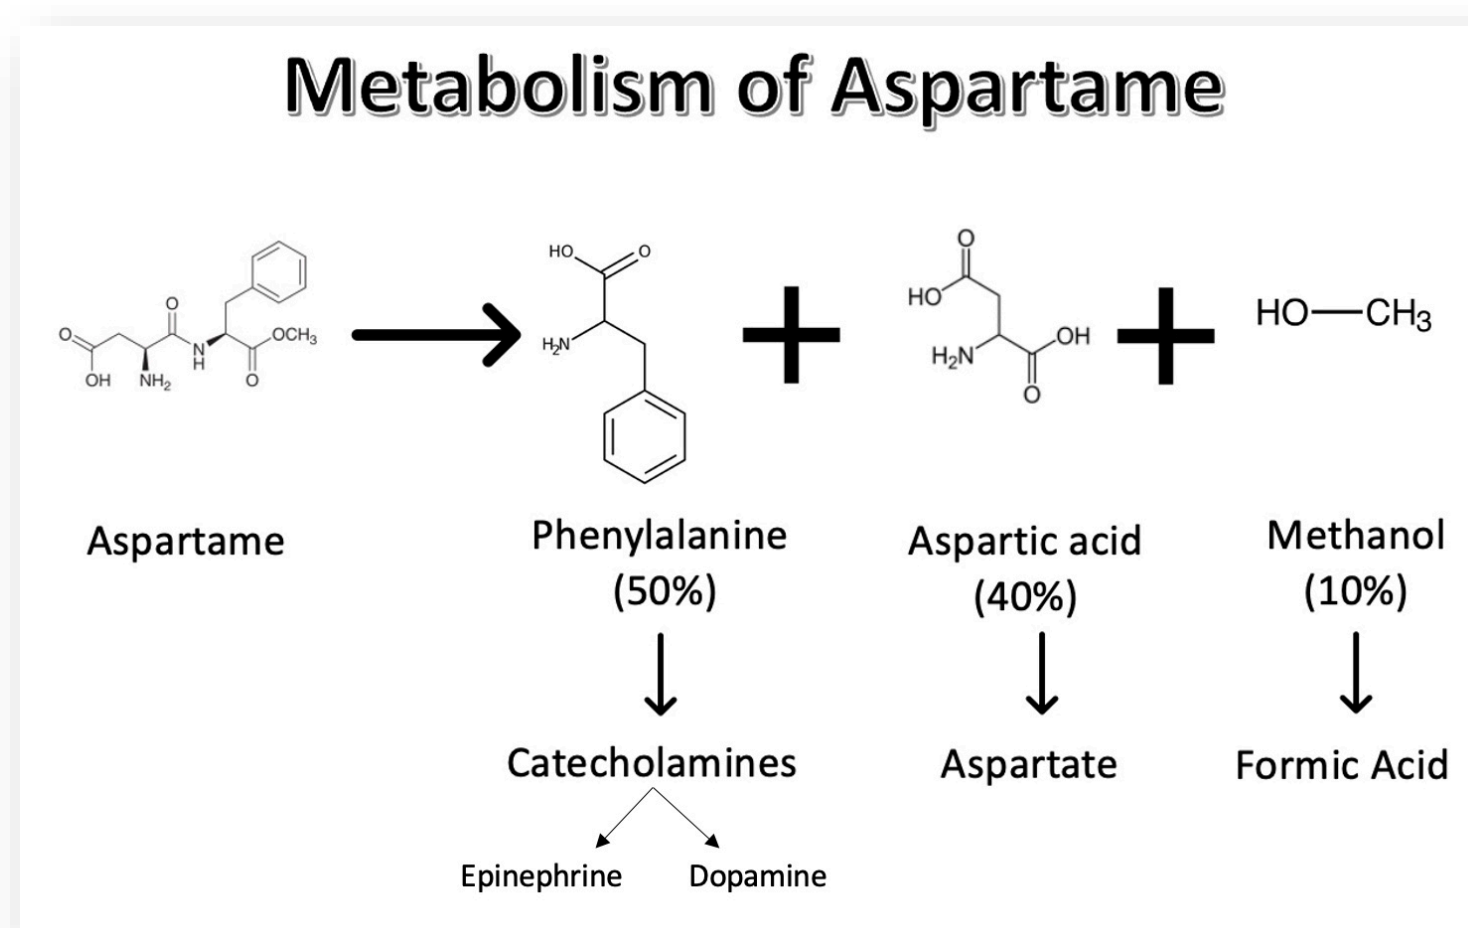 Metabolism of Aspartame
O
OH
NH₂
O
N
H
O
OCH₃
HO
O
H₂N
O
HO
H₂N
OH
O
HO—CH₃
Aspartame
Phenylalanine
(50%)
Aspartic acid
(40%)
Methanol
(10%)
Catecholamines
Aspartate
Formic Acid
Epinephrine
Dopamine